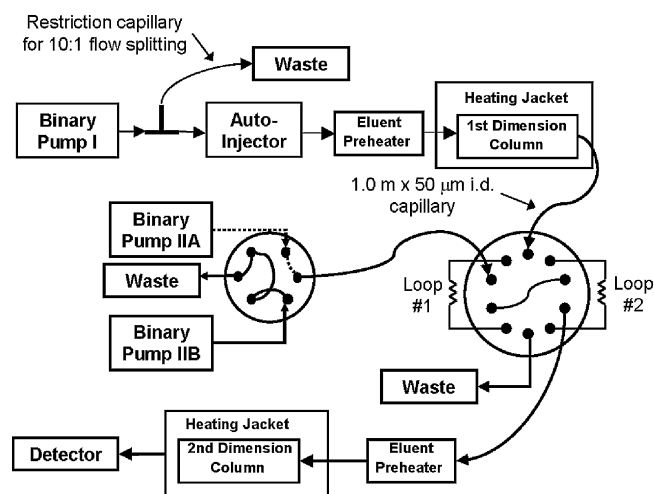 Restriction capillary
for 10:1 flow splitting
Waste
Binary
Pump I
Auto-
Injector
Eluent
Preheater
Heating Jacket
1st Dimension
Column
1.0 m x 50 μm i.d.
capillary
Binary
Pump IIA
Waste
Binary
Pump IIB
Loop
#1
Loop
#2
Waste
Detector
Heating Jacket
2nd Dimension
Column
Eluent
Preheater